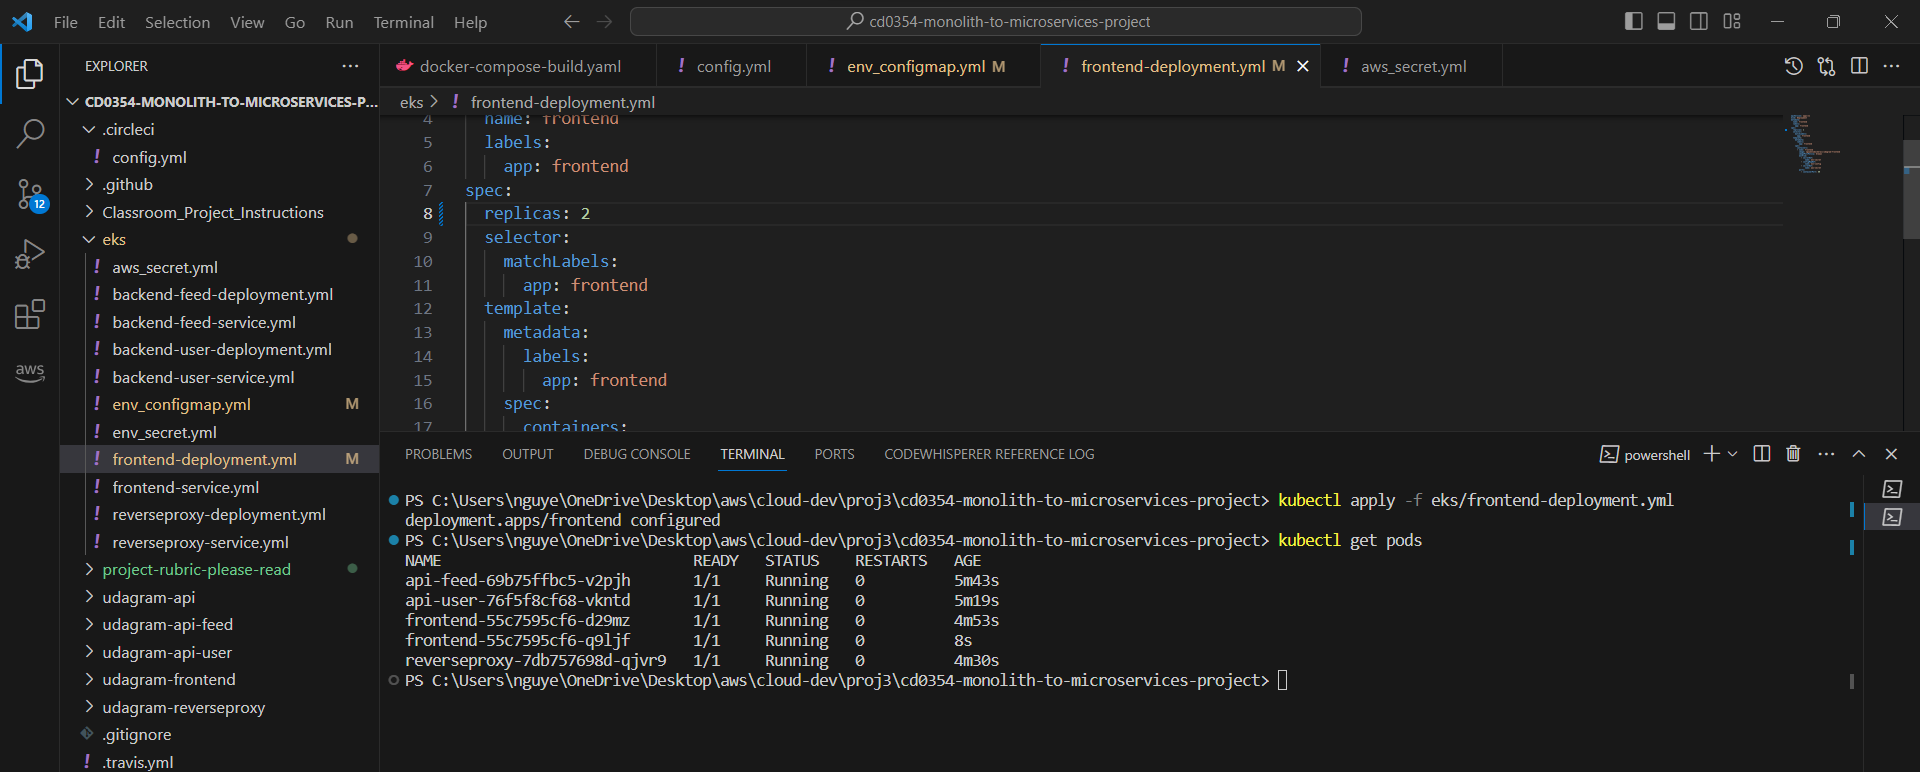 File Edit Selection View Go Run Terminal Help
cd0354-monolith-to-microservices-project
EXPLORER
CD0354-MONOLITH-TO-MICROSERVICES-P...
.circleci
config.yml
.github
Classroom_Project_Instructions
eks
aws_secret.yml
backend-feed-deployment.yml
backend-feed-service.yml
backend-user-deployment.yml
backend-user-service.yml
env_configmap.yml M
env_secret.yml
frontend-deployment.yml M
frontend-service.yml
reverseproxy-deployment.yml
reverseproxy-service.yml
project-rubric-please-read
udagram-api
udagram-api-feed
udagram-api-user
udagram-frontend
udagram-reverseproxy
.gitignore
.travis.yml
12
aws
docker-compose-build.yaml ! config.yml ! env_configmap.yml M ! frontend-deployment.yml M ! aws_secret.yml
eks > ! frontend-deployment.yml
4 name: frontend
5 labels:
6 app: frontend
7 spec:
8 replicas: 2
9 selector:
10 matchLabels:
11 app: frontend
12 template:
13 metadata:
14 labels:
15 app: frontend
16 spec:
17 containers:
PROBLEMS OUTPUT DEBUG CONSOLE TERMINAL PORTS CODEWHISPERER REFERENCE LOG
powershell
PS C:\Users\nguye\OneDrive\Desktop\aws\cloud-dev\proj3\cd0354-monolith-to-microservices-project> kubectl apply -f eks/frontend-deployment.yml
deployment.apps/frontend configured
PS C:\Users\nguye\OneDrive\Desktop\aws\cloud-dev\proj3\cd0354-monolith-to-microservices-project> kubectl get pods
NAME READY STATUS RESTARTS AGE
api-feed-69b75ffbc5-v2pjh 1/1 Running 0 5m43s
api-user-76f5f8cf68-vkntd 1/1 Running 0 5m19s
frontend-55c7595cf6-d29mz 1/1 Running 0 4m53s
frontend-55c7595cf6-q9ljf 1/1 Running 0 8s
reverseproxy-7db757698d-qjvr9 1/1 Running 0 4m30s
PS C:\Users\nguye\OneDrive\Desktop\aws\cloud-dev\proj3\cd0354-monolith-to-microservices-project>